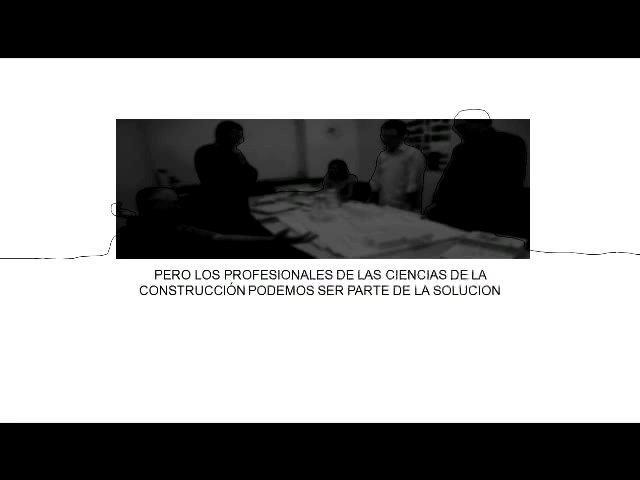 PERO LOS PROFESIONALES DE LAS CIENCIAS DE LA
CONSTRUCCIÓN PODEMOS SER PARTE DE LA SOLUCION